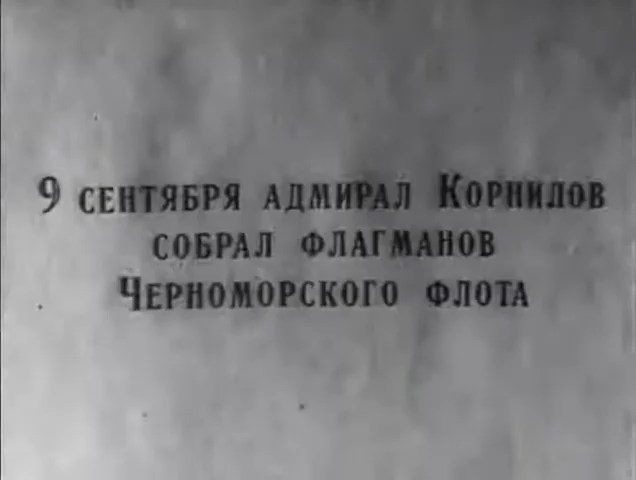 9 сентября адмирал Корнилов
собрал флагманов
Черноморского флота